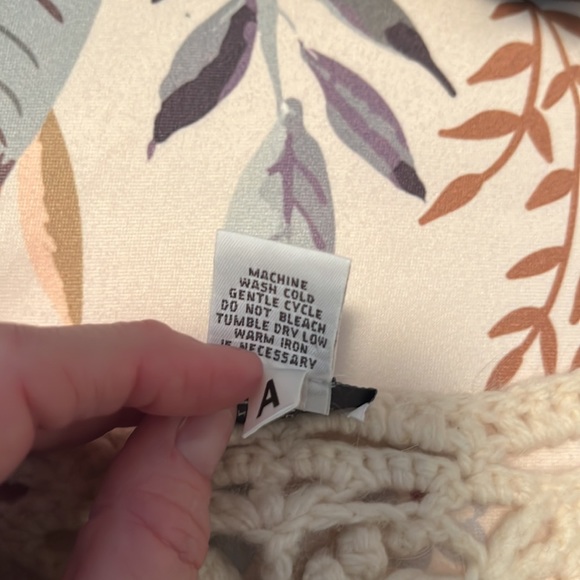 MACHINE
WASH COLD
GENTLE CYCLE
DO NOT BLEACH
TUMBLE DRY LOW
WARM IRON
IF NECESSARY
A